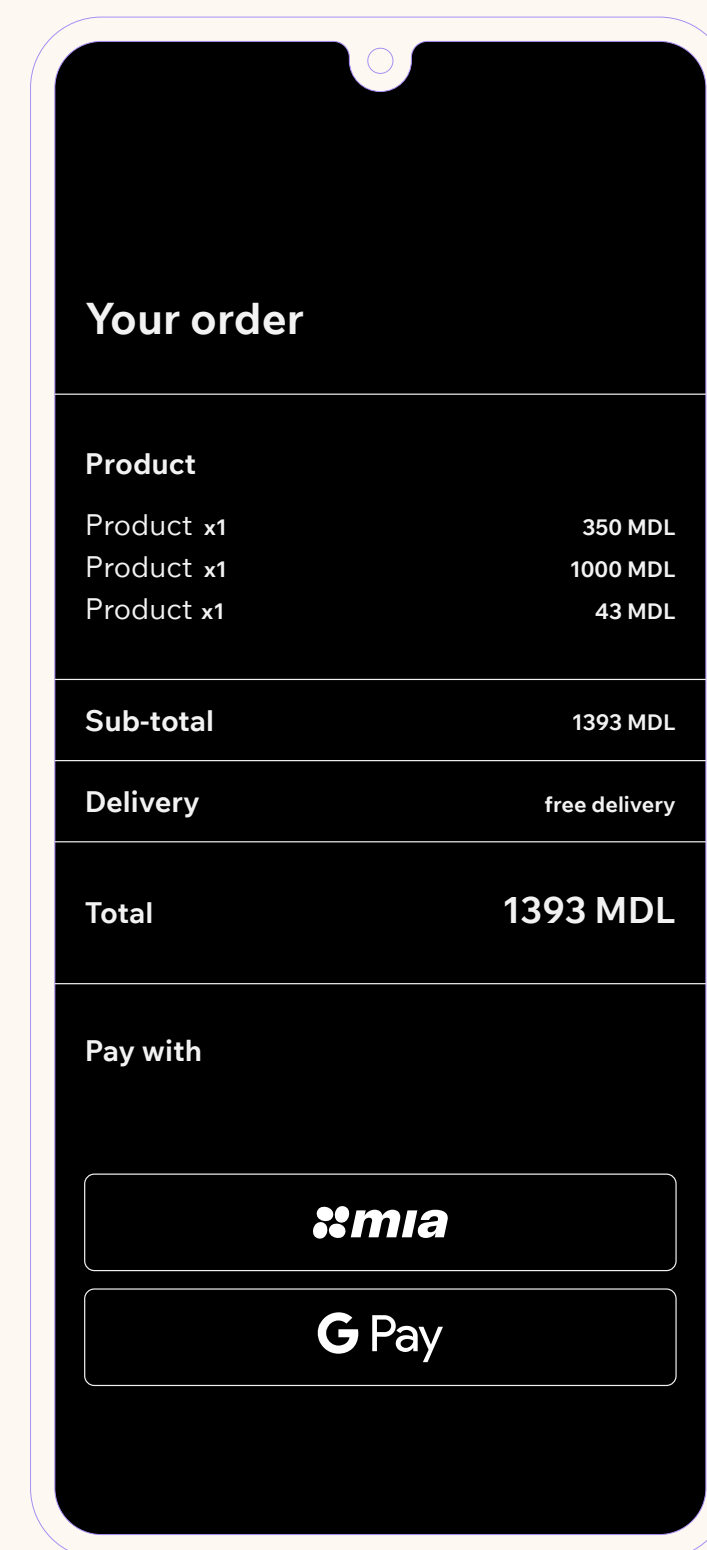 Your order
Product
Product x1 350 MDL
Product x1 1000 MDL
Product x1 43 MDL
Sub-total 1393 MDL
Delivery free delivery
Total 1393 MDL
Pay with
mıa
G Pay